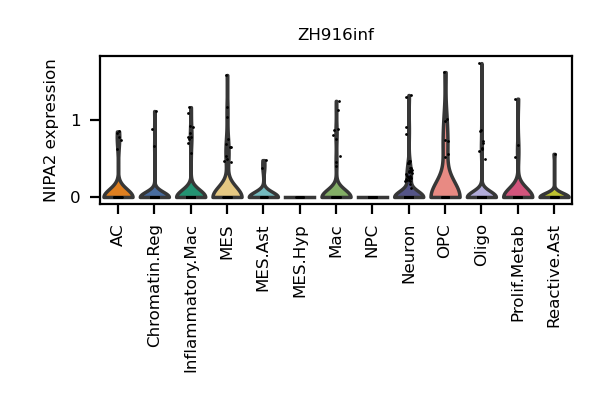 ZH916inf
NIPA2 expression
1
0
AC
Chromatin.Reg
Inflammatory.Mac
MES
MES.Ast
MES.Hyp
Mac
NPC
Neuron
OPC
Oligo
Prolif.Metab
Reactive.Ast